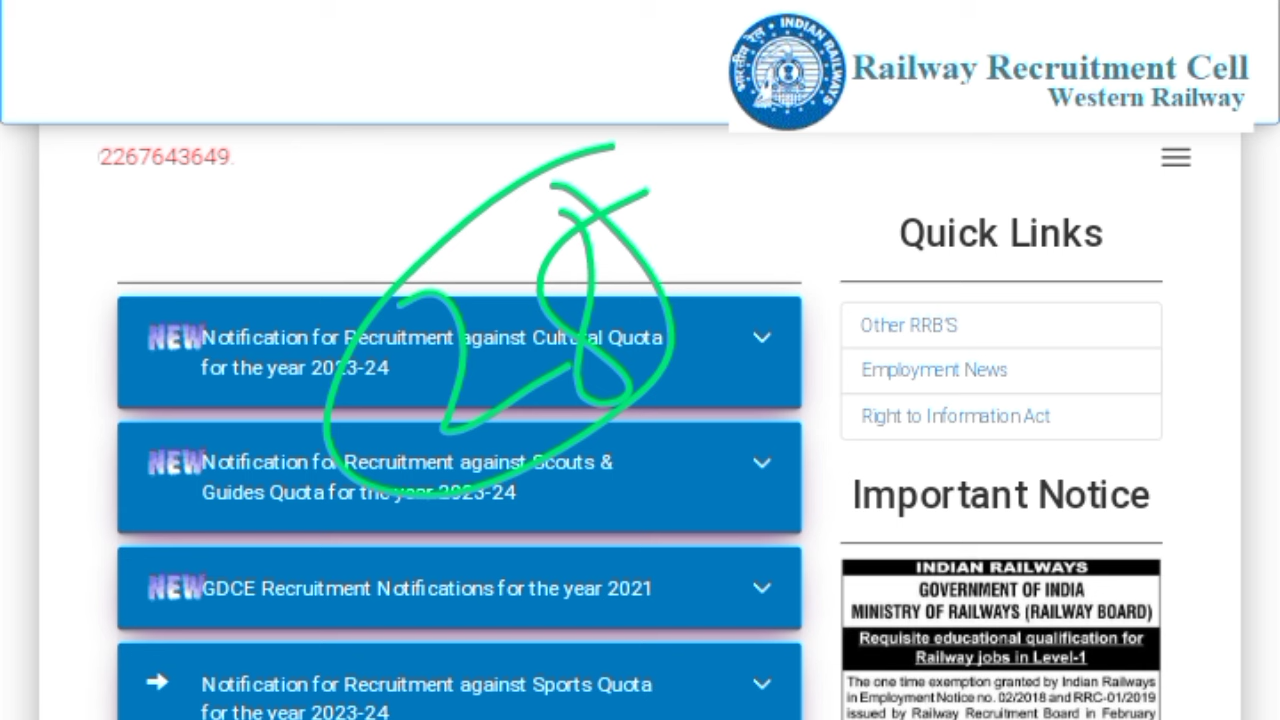 भारतीय रेल • INDIAN RAILWAYS
Railway Recruitment Cell
Western Railway
2267643649.
28
NEW Notification for Recruitment against Cultural Quota
for the year 2023-24
NEW Notification for Recruitment against Scouts &
Guides Quota for the year 2023-24
NEW GDCE Recruitment Notifications for the year 2021
Notification for Recruitment against Sports Quota
for the year 2023-24
Quick Links
Other RRB'S
Employment News
Right to Information Act
Important Notice
INDIAN RAILWAYS
GOVERNMENT OF INDIA
MINISTRY OF RAILWAYS (RAILWAY BOARD)
Requisite educational qualification for
Railway jobs in Level-1
The one time exemption granted by Indian Railways
in Employment Notice no. 02/2018 and RRC-01/2019
issued by Railway Recruitment Board in February